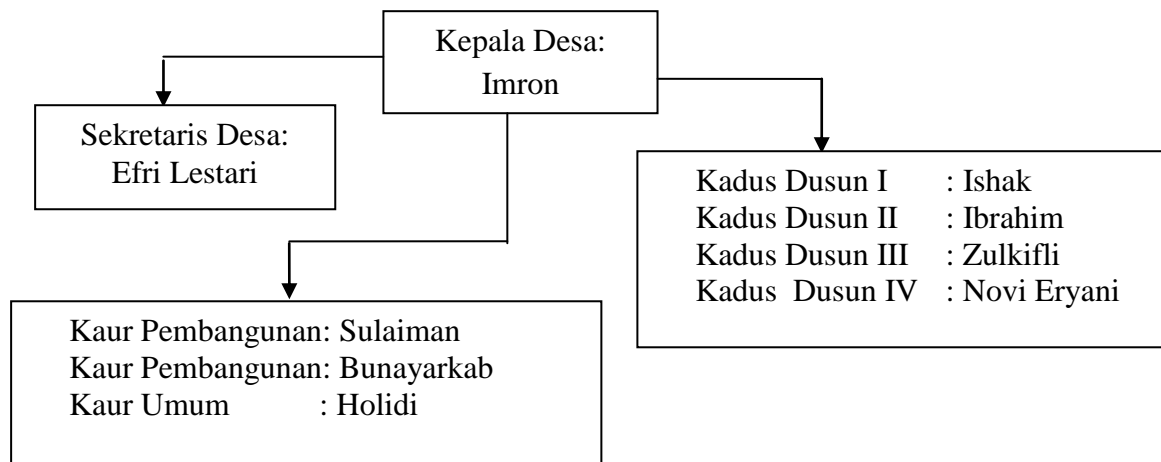 Kepala Desa:
Imron
Sekretaris Desa:
Efri Lestari
Kadus Dusun I : Ishak
Kadus Dusun II : Ibrahim
Kadus Dusun III : Zulkifli
Kadus Dusun IV : Novi Eryani
Kaur Pembangunan: Sulaiman
Kaur Pembangunan: Bunayarkab
Kaur Umum : Holidi